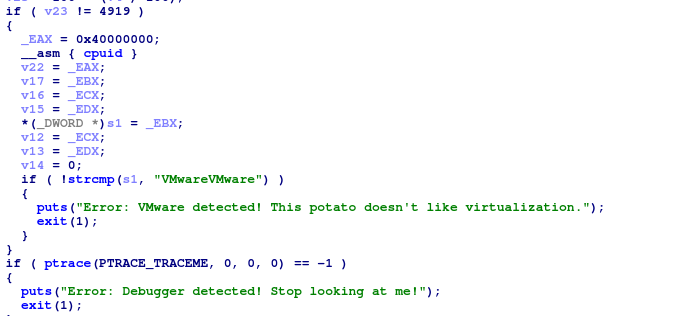 if ( v23 != 4919 )
{
_EAX = 0x40000000;
__asm { cpuid }
v22 = _EAX;
v17 = _EBX;
v16 = _ECX;
v15 = _EDX;
*(_DWORD *)s1 = _EBX;
v12 = _ECX;
v13 = _EDX;
v14 = 0;
if ( !strcmp(s1, "VMwareVMware") )
{
puts("Error: VMware detected! This potato doesn't like virtualization.");
exit(1);
}
}
if ( ptrace(PTRACE_TRACEME, 0, 0, 0) == -1 )
{
puts("Error: Debugger detected! Stop looking at me!");
exit(1);